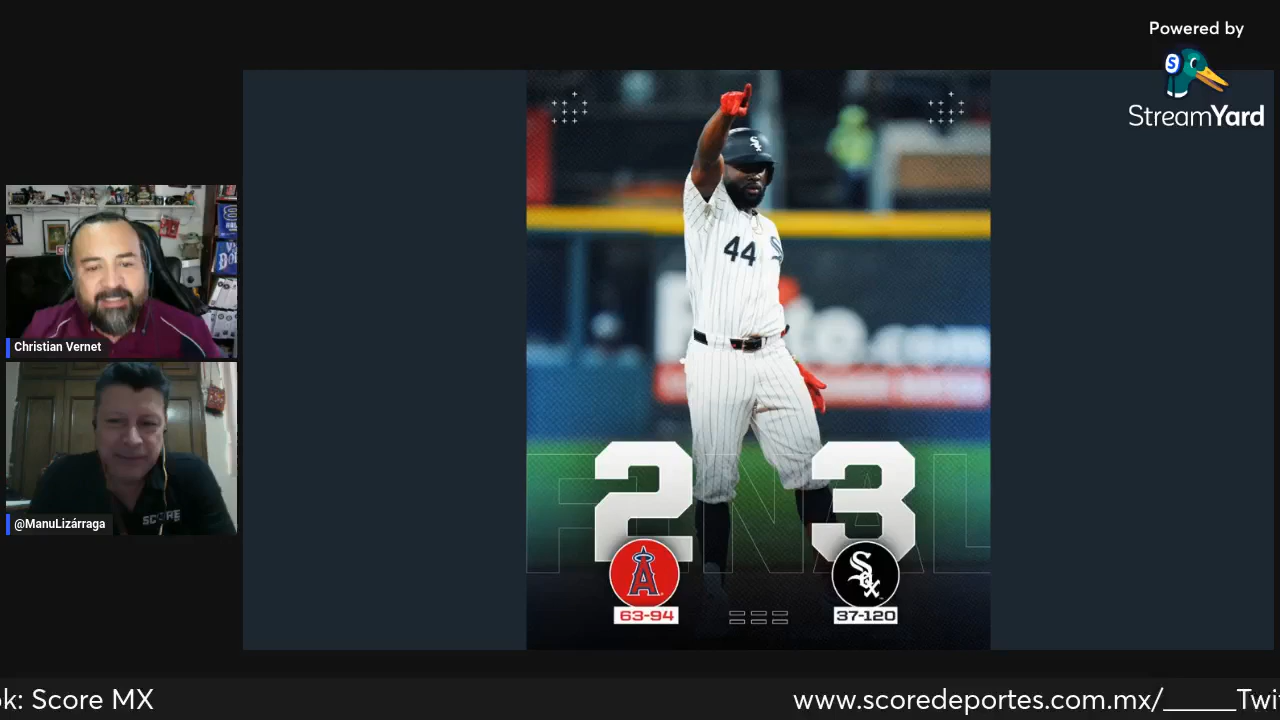 Powered by
StreamYard
Christian Vernet
@ManuLizárraga
SCORE
44
FINAL
2
3
63-94
37-120
ok: Score MX
www.scoredeportes.com.mx/_____Twi